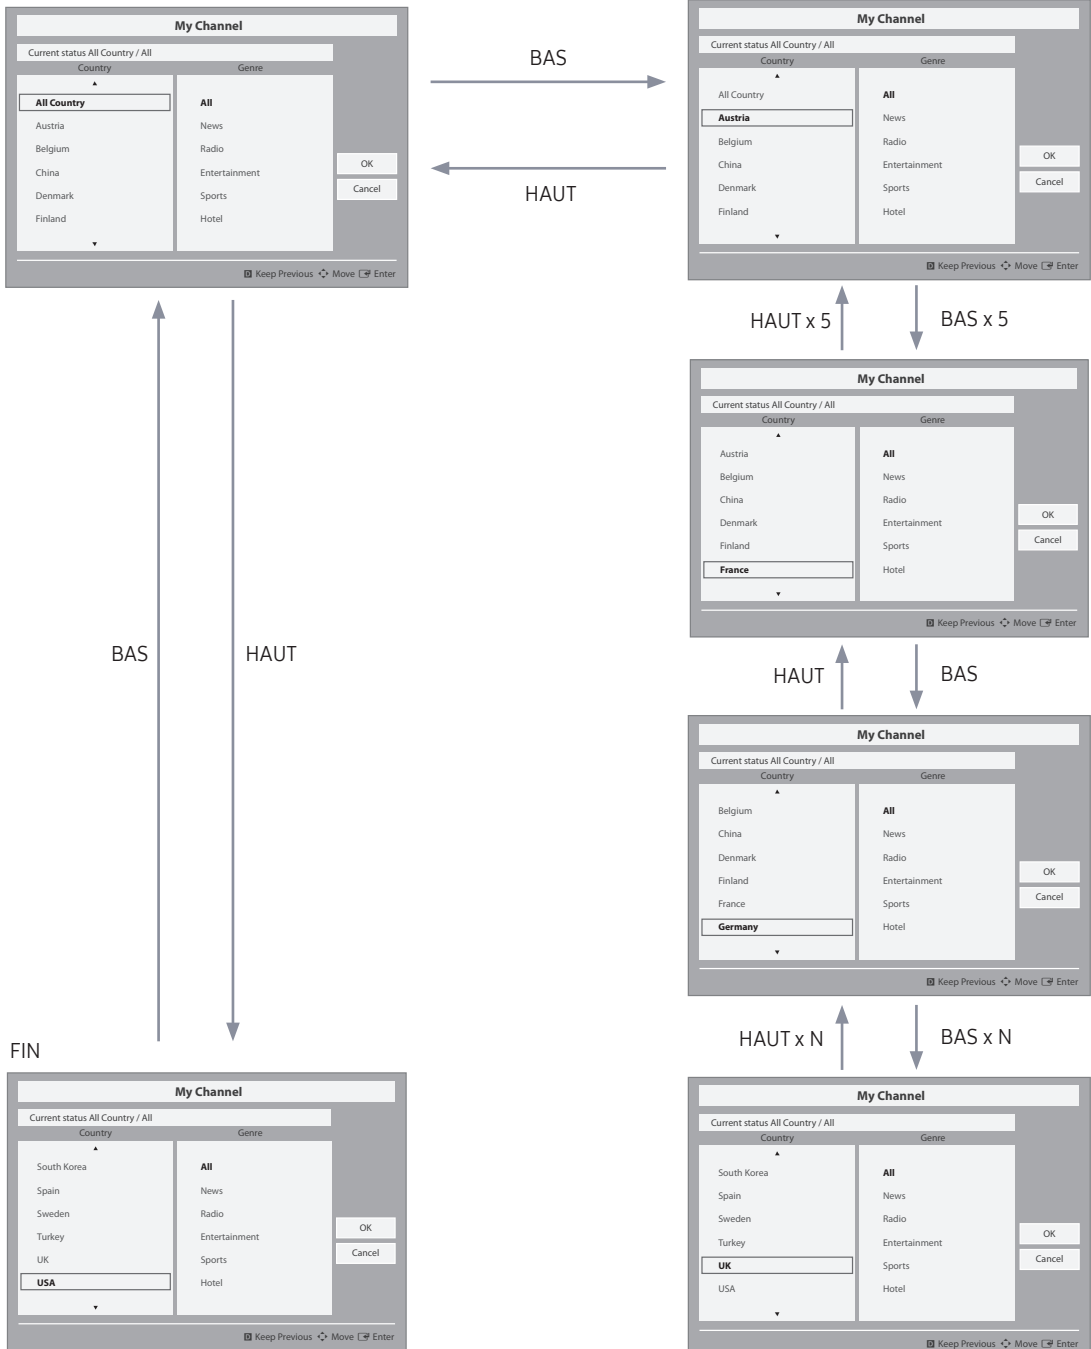 My Channel
Current status All Country / All
Country Genre
All Country All
Austria News
Belgium Radio
China Entertainment
Denmark Sports
Finland Hotel
OK
Cancel
D Keep Previous Move Enter
BAS
HAUT
My Channel
Current status All Country / All
Country Genre
All Country All
Austria News
Belgium Radio
China Entertainment
Denmark Sports
Finland Hotel
OK
Cancel
D Keep Previous Move Enter
HAUT x 5
BAS x 5
My Channel
Current status All Country / All
Country Genre
Austria All
Belgium News
China Radio
Denmark Entertainment
Finland Sports
France Hotel
OK
Cancel
D Keep Previous Move Enter
BAS
HAUT
HAUT
BAS
My Channel
Current status All Country / All
Country Genre
Belgium All
China News
Denmark Radio
Finland Entertainment
France Sports
Germany Hotel
OK
Cancel
D Keep Previous Move Enter
HAUT x N
BAS x N
FIN
My Channel
Current status All Country / All
Country Genre
South Korea All
Spain News
Sweden Radio
Turkey Entertainment
UK Sports
USA Hotel
OK
Cancel
D Keep Previous Move Enter
My Channel
Current status All Country / All
Country Genre
South Korea All
Spain News
Sweden Radio
Turkey Entertainment
UK Sports
USA Hotel
OK
Cancel
D Keep Previous Move Enter